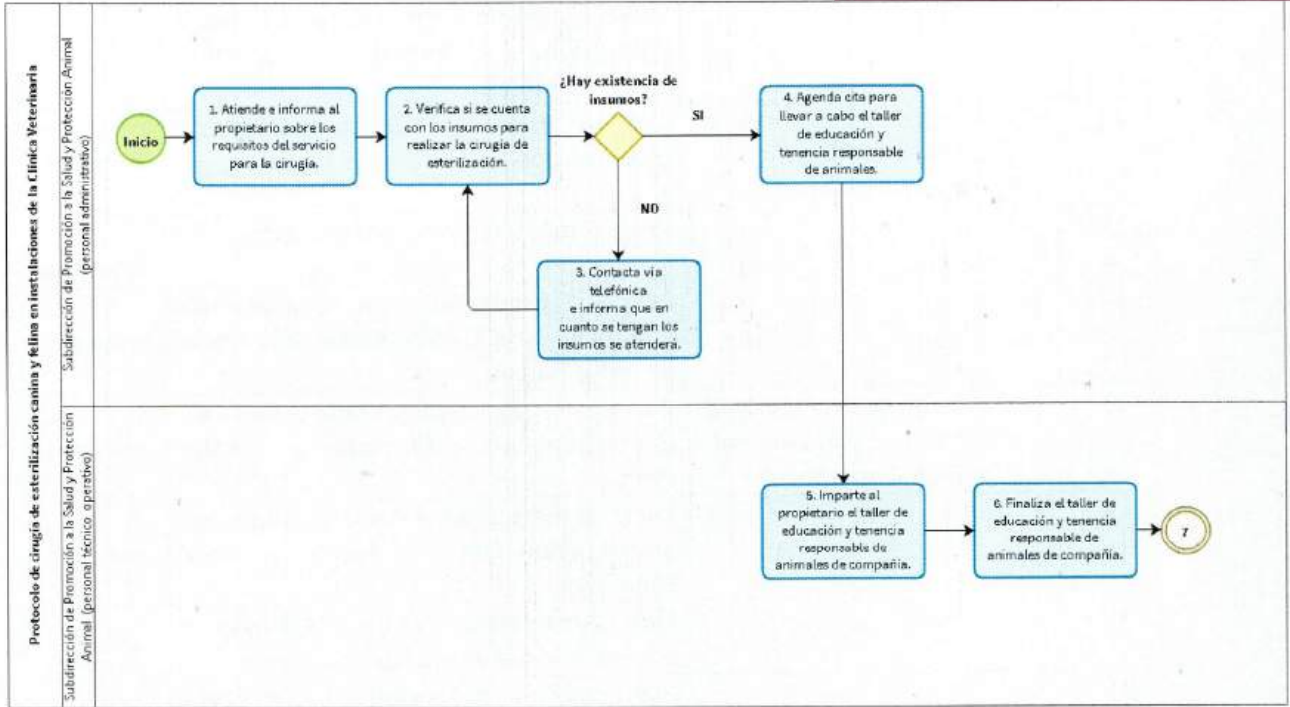 Protocolo de cirugía de esterilización canina y felina en instalaciones de la Clínica Veterinaria
Subdirección de Promoción a la Salud y Protección Animal
(personal administrativo)
Inicio
1. Atiende e informa al
propietario sobre los
requisitos del servicio
para la cirugía.
2. Verifica si se cuenta
con los insumos para
realizar la cirugía de
esterilización.
¿Hay existencia de
insumos?
SI
NO
3. Contacta vía
telefónica
e informa que en
cuanto se tengan los
insumos se atenderá.
4. Agenda cita para
llevar a cabo el taller
de educación y
tenencia responsable
de animales.
Subdirección de Promoción a la Salud y Protección
Animal (personal técnico operativo)
5. Imparte al
propietario el taller de
educación y tenencia
responsable de
animales de compañía.
6. Finaliza el taller de
educación y tenencia
responsable de
animales de compañía.
7